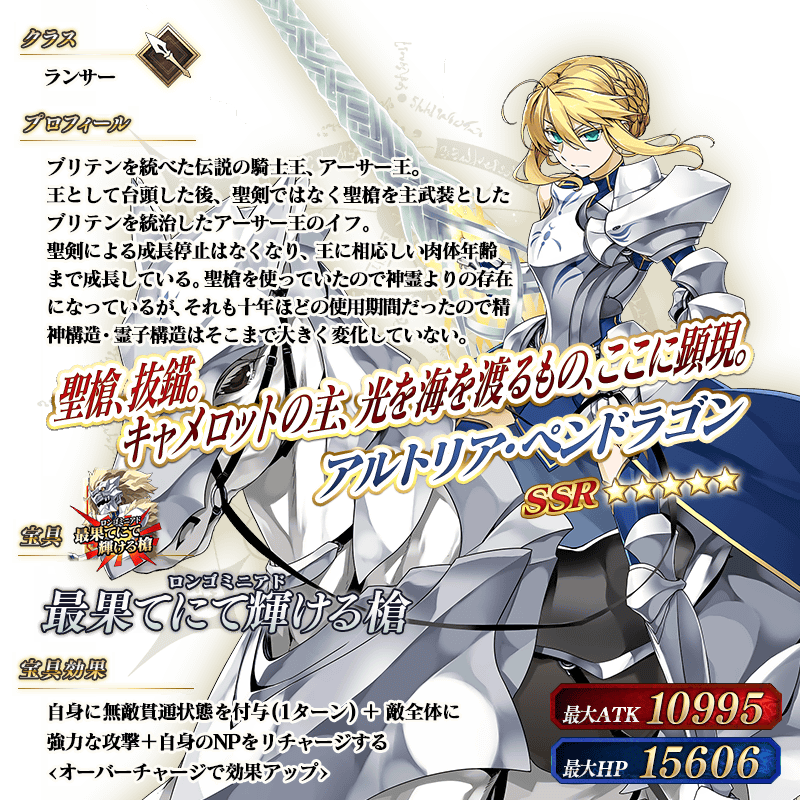 クラス
ランサー
プロフィール
ブリテンを統べた伝説の騎士王、アーサー王。
王として台頭した後、聖剣ではなく聖槍を主武装とした
ブリテンを統治したアーサー王のイフ。
聖剣による成長停止はなくなり、王に相応しい肉体年齢
まで成長している。聖槍を使っていたので神霊よりの存在
になっているが、それも十年ほどの使用期間だったので精
神構造・霊子構造はそこまで大きく変化していない。
聖槍、抜錨。
キャメロットの主、光を海を渡るもの、ここに顕現。
アルトリア・ペンドラゴン
SSR
宝具
ロンゴミニアド
最果てにて
輝ける槍
ロンゴミニアド
最果てにて輝ける槍
宝具効果
自身に無敵貫通状態を付与(1ターン)+敵全体に
強力な攻撃+自身のNPをリチャージする
<オーバーチャージで効果アップ>
最大ATK 10995
最大HP 15606